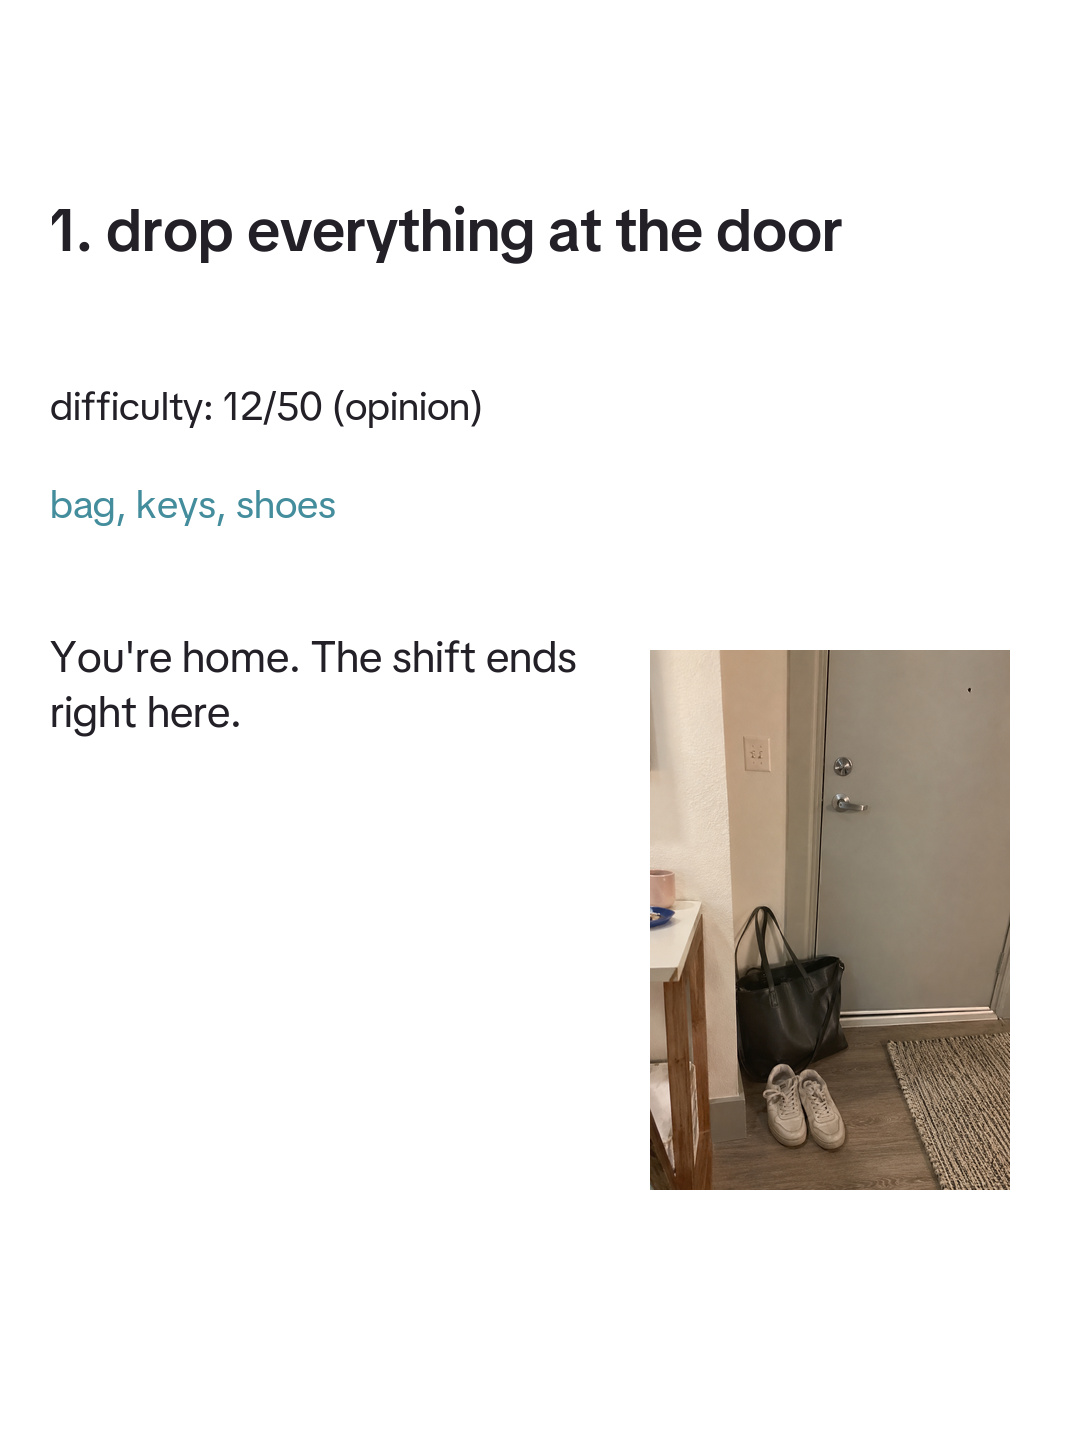 1. drop everything at the door
difficulty: 12/50 (opinion)
bag, keys, shoes
You're home. The shift ends
right here.